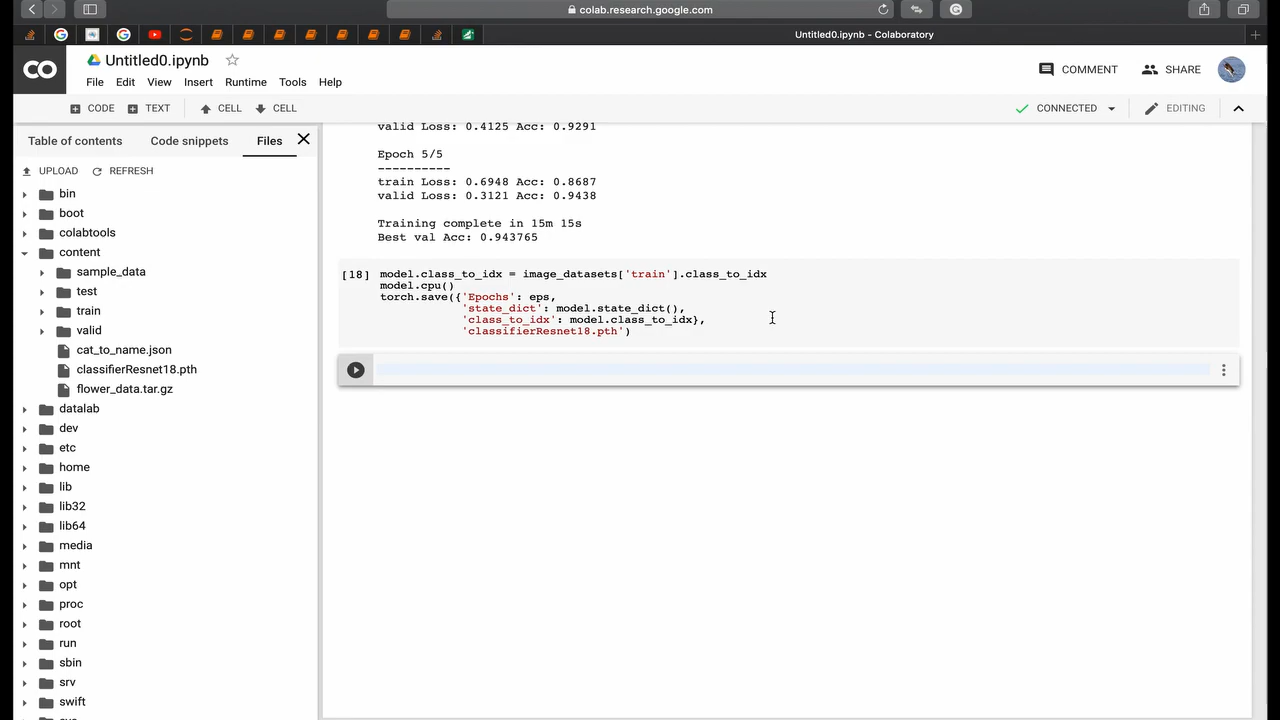 colab.research.google.com
Untitled0.ipynb - Colaboratory
CO
Untitled0.ipynb
File Edit View Insert Runtime Tools Help
COMMENT SHARE
CODE TEXT CELL CELL
CONNECTED EDITING
Table of contents Code snippets Files
UPLOAD REFRESH
bin
boot
colabtools
content
sample_data
test
train
valid
cat_to_name.json
classifierResnet18.pth
flower_data.tar.gz
datalab
dev
etc
home
lib
lib32
lib64
media
mnt
opt
proc
root
run
sbin
srv
swift
valid Loss: 0.4125 Acc: 0.9291
Epoch 5/5
----------
train Loss: 0.6948 Acc: 0.8687
valid Loss: 0.3121 Acc: 0.9438
Training complete in 15m 15s
Best val Acc: 0.943765
[18] model.class_to_idx = image_datasets['train'].class_to_idx
model.cpu()
torch.save({'Epochs': eps,
'state_dict': model.state_dict(),
'class_to_idx': model.class_to_idx},
'classifierResnet18.pth')